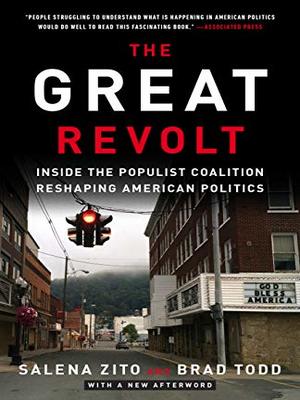 "PEOPLE STRUGGLING TO UNDERSTAND WHAT IS HAPPENING IN AMERICAN POLITICS
WOULD DO WELL TO READ THIS FASCINATING BOOK." —ASSOCIATED PRESS
THE
GREAT
REVOLT
INSIDE THE POPULIST COALITION
RESHAPING AMERICAN POLITICS
GOD
BLESS
AMERICA
SALENA ZITO AND BRAD TODD
WITH A NEW AFTERWORD